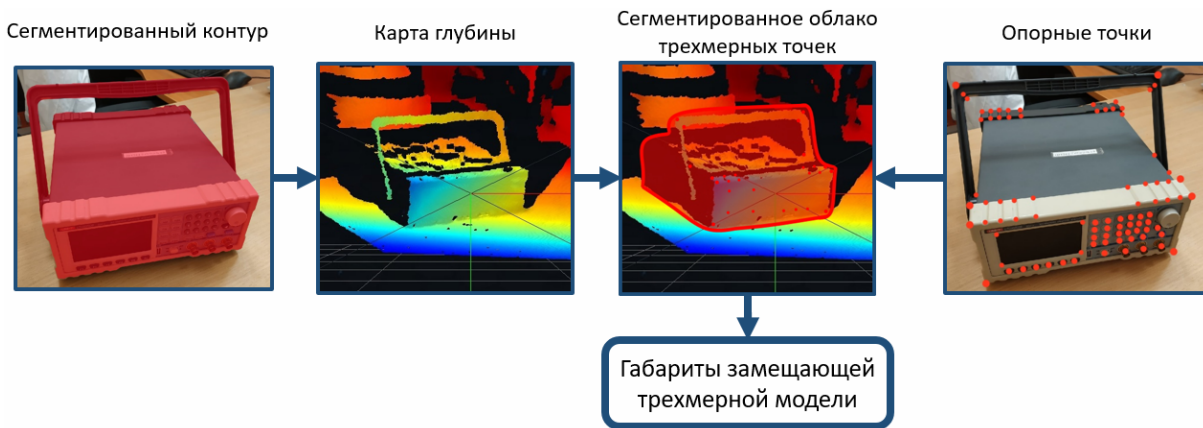 Сегментированный контур
Карта глубины
Сегментированное облако
трехмерных точек
Опорные точки
Габариты замещающей
трехмерной модели